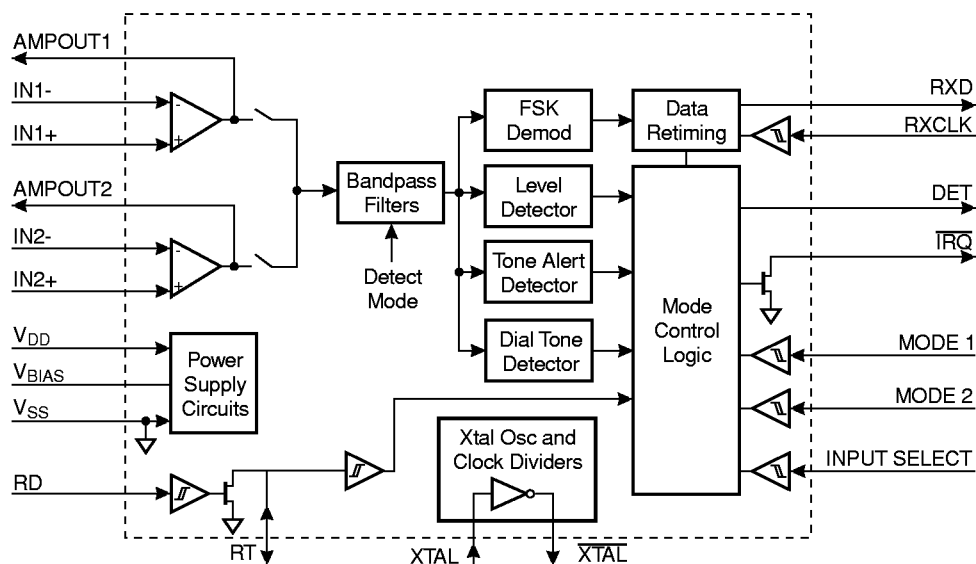 AMPOUT1
IN1-
IN1+
AMPOUT2
IN2-
IN2+
VDD
VBIAS
VSS
RD
-
+
-
+
Power
Supply
Circuits
Bandpass
Filters
Detect
Mode
FSK
Demod
Level
Detector
Tone Alert
Detector
Dial Tone
Detector
Data
Retiming
Mode
Control
Logic
Xtal Osc and
Clock Dividers
RT
XTAL
X̅T̅A̅L̅
RXD
RXCLK
DET
I̅R̅Q̅
MODE 1
MODE 2
INPUT SELECT